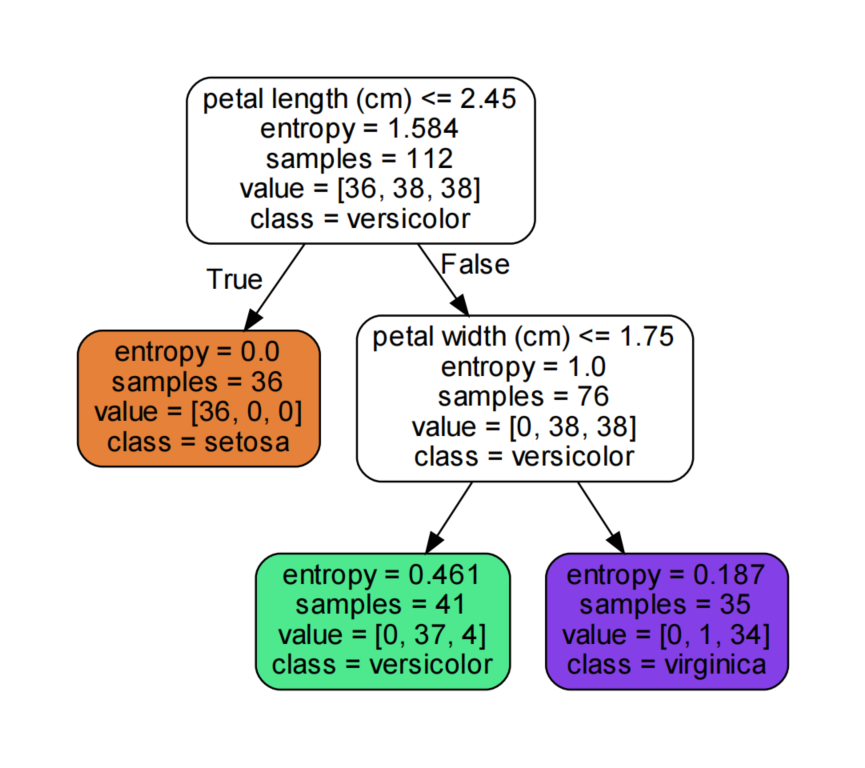 petal length (cm) <= 2.45
entropy = 1.584
samples = 112
value = [36, 38, 38]
class = versicolor
True
False
entropy = 0.0
samples = 36
value = [36, 0, 0]
class = setosa
petal width (cm) <= 1.75
entropy = 1.0
samples = 76
value = [0, 38, 38]
class = versicolor
entropy = 0.461
samples = 41
value = [0, 37, 4]
class = versicolor
entropy = 0.187
samples = 35
value = [0, 1, 34]
class = virginica